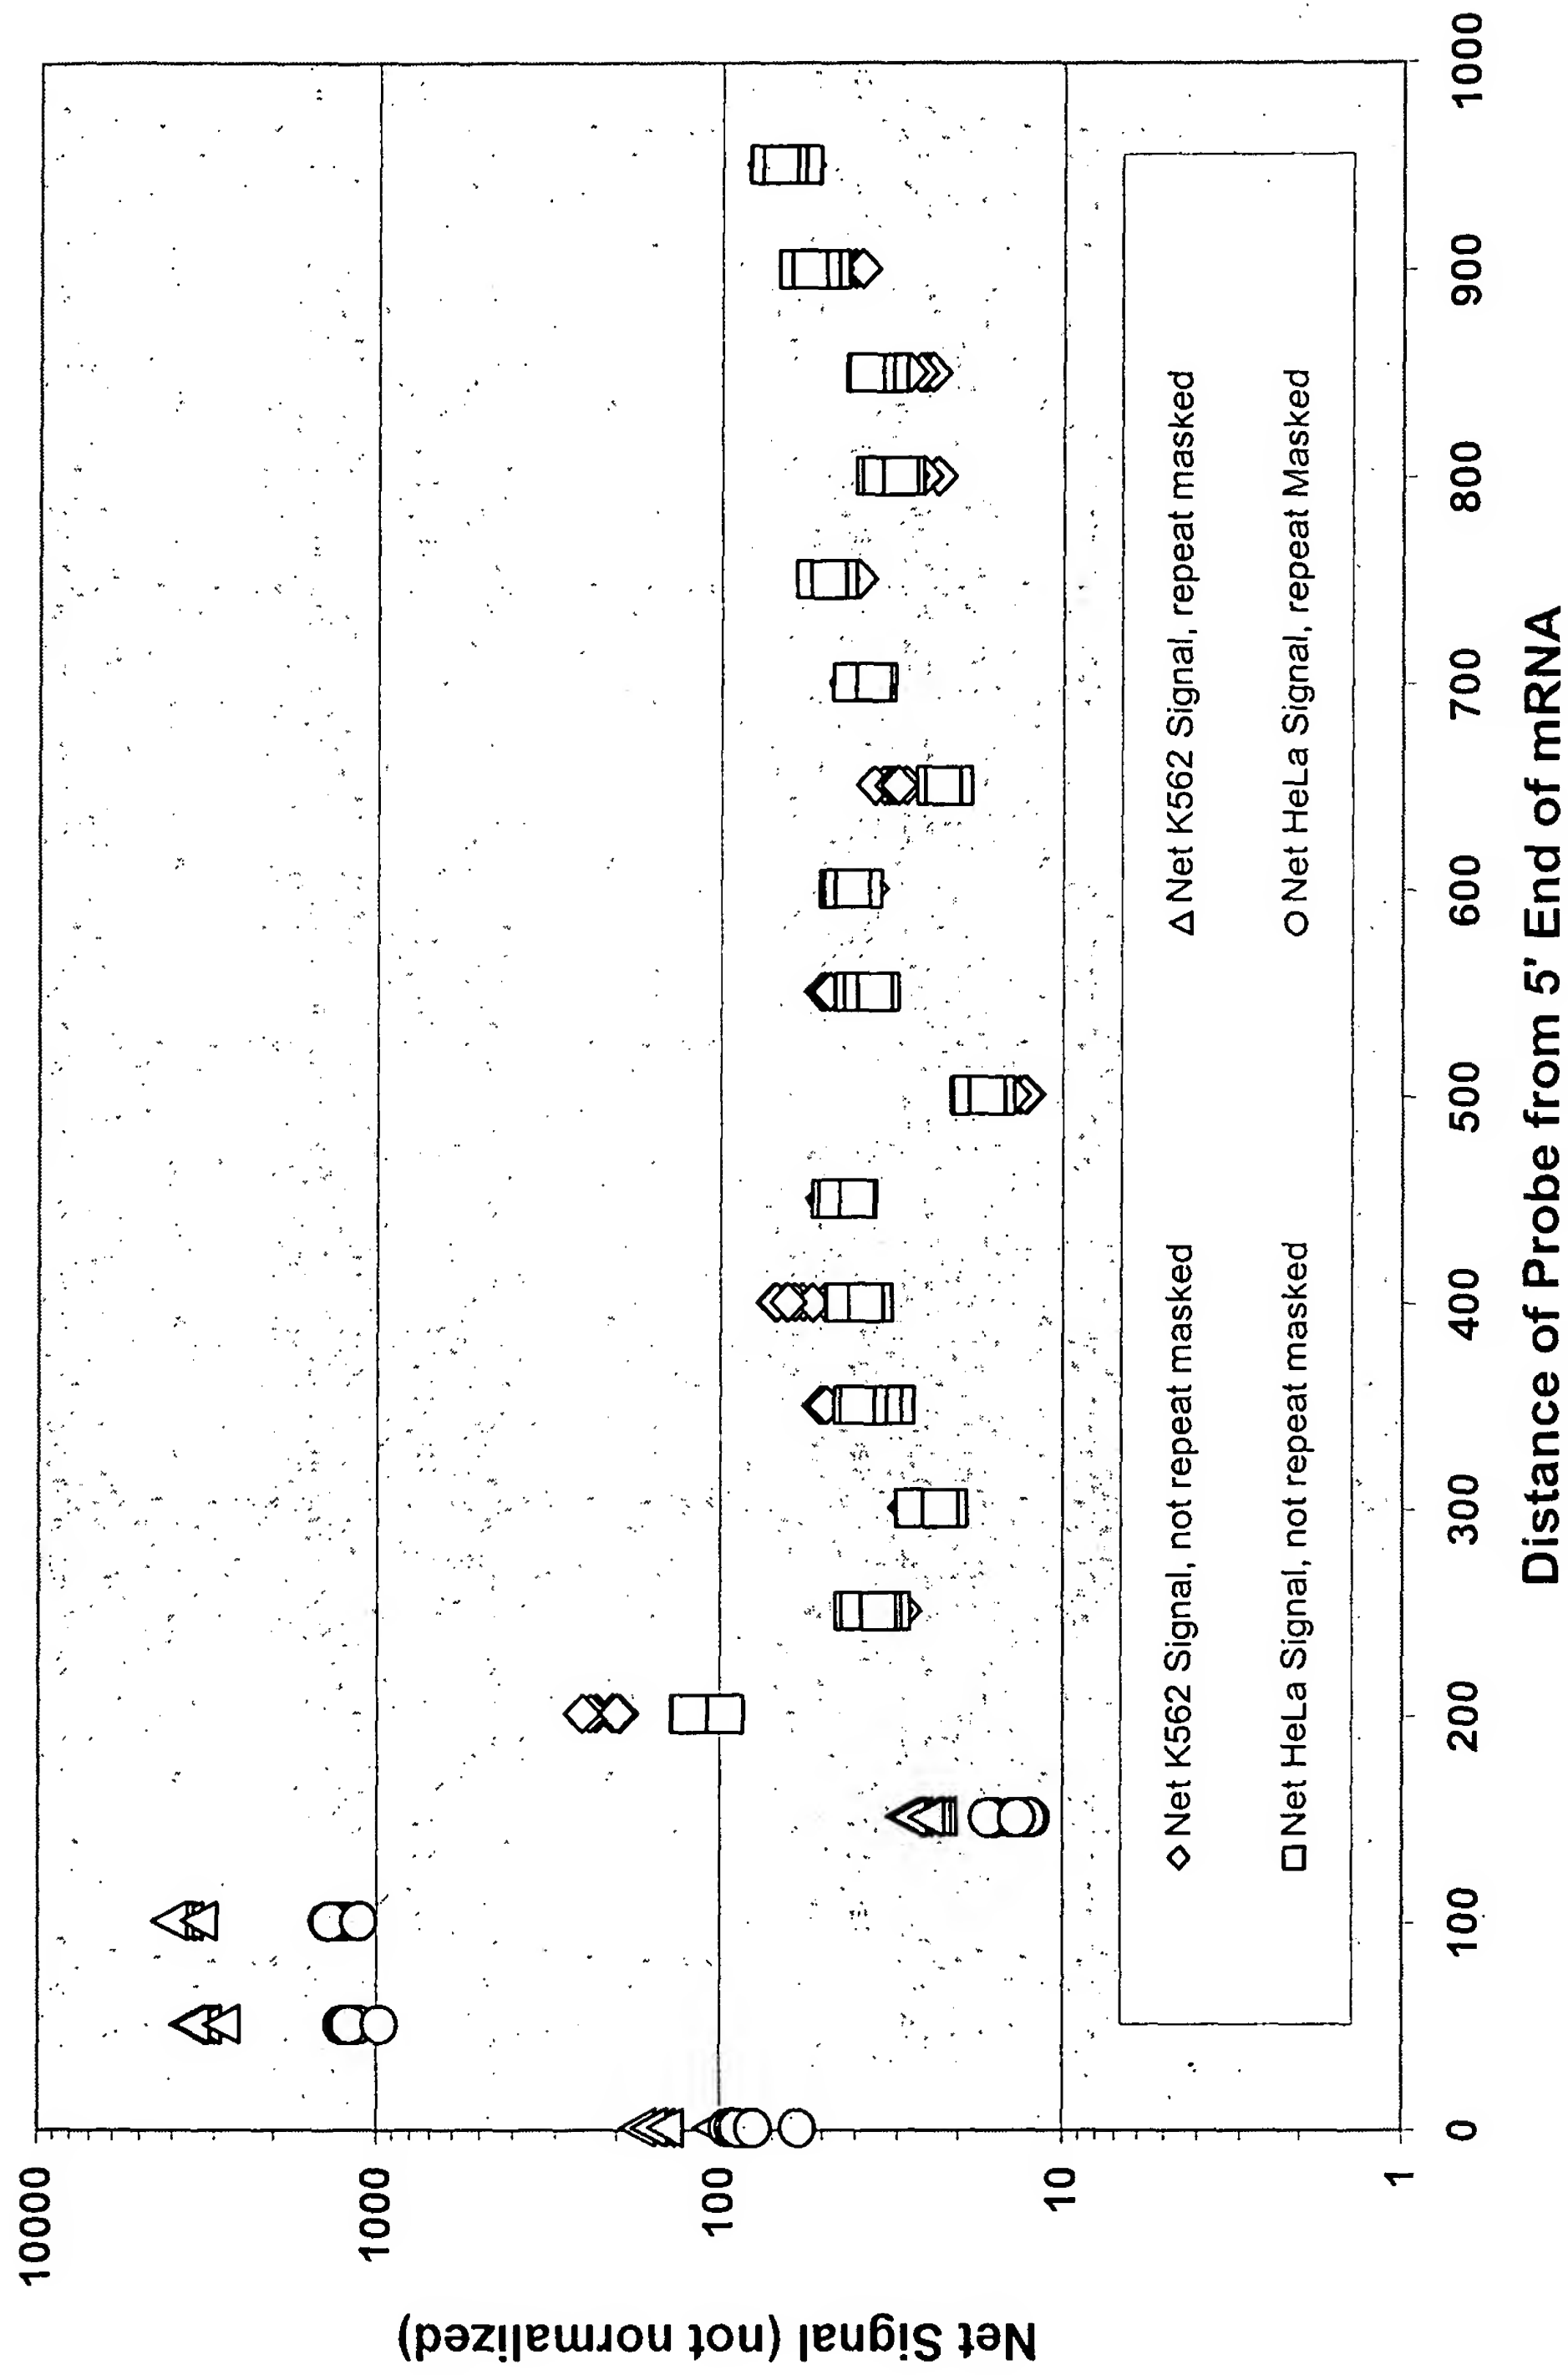 Net Signal (not normalized)
10000
1000
100
10
1
0
100
200
300
400
500
600
700
800
900
1000
Distance of Probe from 5' End of mRNA
Net K562 Signal, not repeat masked
Net K562 Signal, repeat masked
Net HeLa Signal, not repeat masked
Net HeLa Signal, repeat Masked